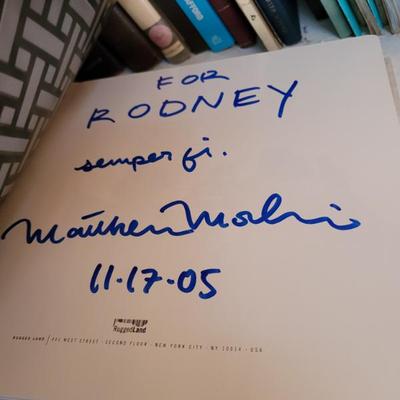 FOR
RODNEY
semper fi.
Matthew
11·17·05
RuggedLand
RUGGED LAND / 401 WEST STREET · SECOND FLOOR · NEW YORK CITY · NY 10014 · USA